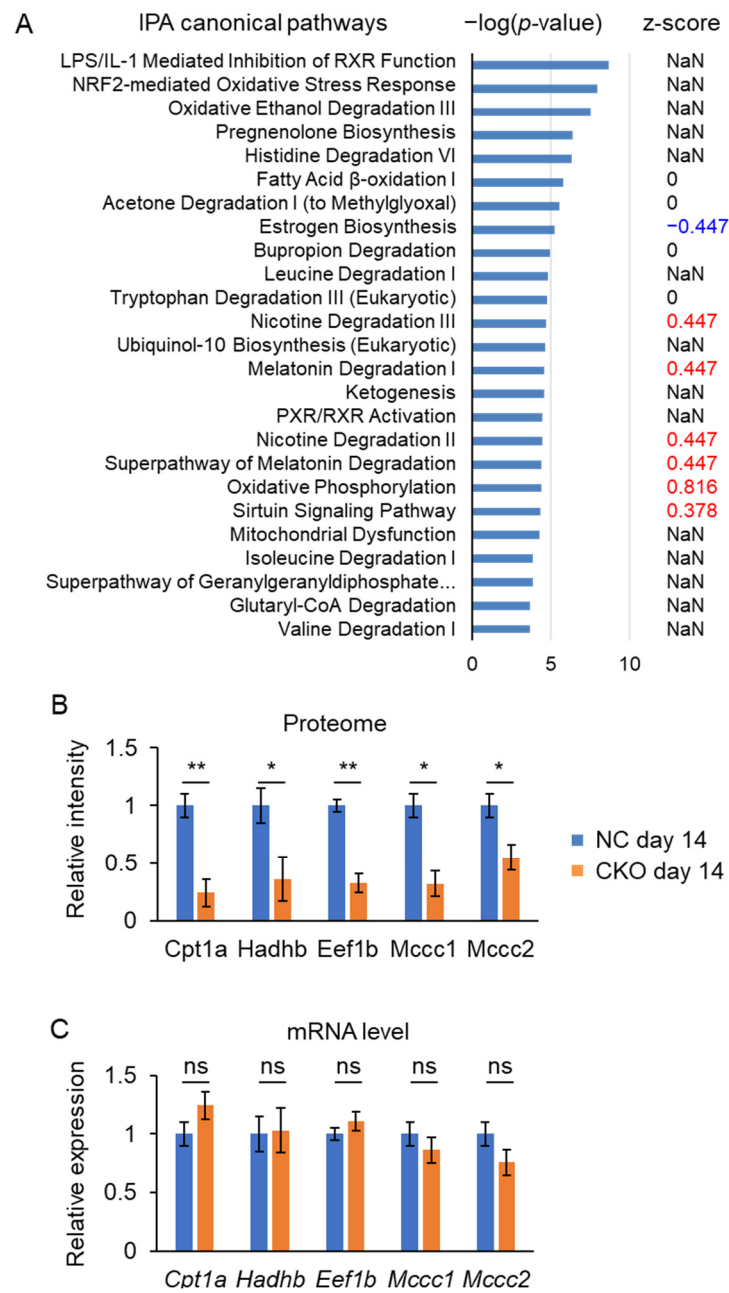 A
IPA canonical pathways −log(p-value) z-score
LPS/IL-1 Mediated Inhibition of RXR Function NaN
NRF2-mediated Oxidative Stress Response NaN
Oxidative Ethanol Degradation III NaN
Pregnenolone Biosynthesis NaN
Histidine Degradation VI NaN
Fatty Acid β-oxidation I 0
Acetone Degradation I (to Methylglyoxal) 0
Estrogen Biosynthesis −0.447
Bupropion Degradation 0
Leucine Degradation I NaN
Tryptophan Degradation III (Eukaryotic) 0
Nicotine Degradation III 0.447
Ubiquinol-10 Biosynthesis (Eukaryotic) NaN
Melatonin Degradation I 0.447
Ketogenesis NaN
PXR/RXR Activation NaN
Nicotine Degradation II 0.447
Superpathway of Melatonin Degradation 0.447
Oxidative Phosphorylation 0.816
Sirtuin Signaling Pathway 0.378
Mitochondrial Dysfunction NaN
Isoleucine Degradation I NaN
Superpathway of Geranylgeranyldiphosphate... NaN
Glutaryl-CoA Degradation NaN
Valine Degradation I NaN
0 5 10
B
Proteome
Relative intensity
1.5
1
0.5
0
** * ** * *
Cpt1a Hadhb Eef1b Mccc1 Mccc2
NC day 14
CKO day 14
C
mRNA level
Relative expression
1.5
1
0.5
0
ns ns ns ns ns
Cpt1a Hadhb Eef1b Mccc1 Mccc2